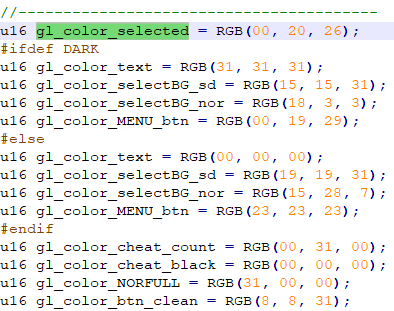 //----------------------------------------
u16 gl_color_selected = RGB(00, 20, 26);
#ifdef DARK
u16 gl_color_text = RGB(31, 31, 31);
u16 gl_color_selectBG_sd = RGB(15, 15, 31);
u16 gl_color_selectBG_nor = RGB(18, 3, 3);
u16 gl_color_MENU_btn = RGB(00, 19, 29);
#else
u16 gl_color_text = RGB(00, 00, 00);
u16 gl_color_selectBG_sd = RGB(19, 19, 31);
u16 gl_color_selectBG_nor = RGB(15, 28, 7);
u16 gl_color_MENU_btn = RGB(23, 23, 23);
#endif
u16 gl_color_cheat_count = RGB(00, 31, 00);
u16 gl_color_cheat_black = RGB(00, 00, 00);
u16 gl_color_NORFULL = RGB(31, 00, 00);
u16 gl_color_btn_clean = RGB(8, 8, 31);